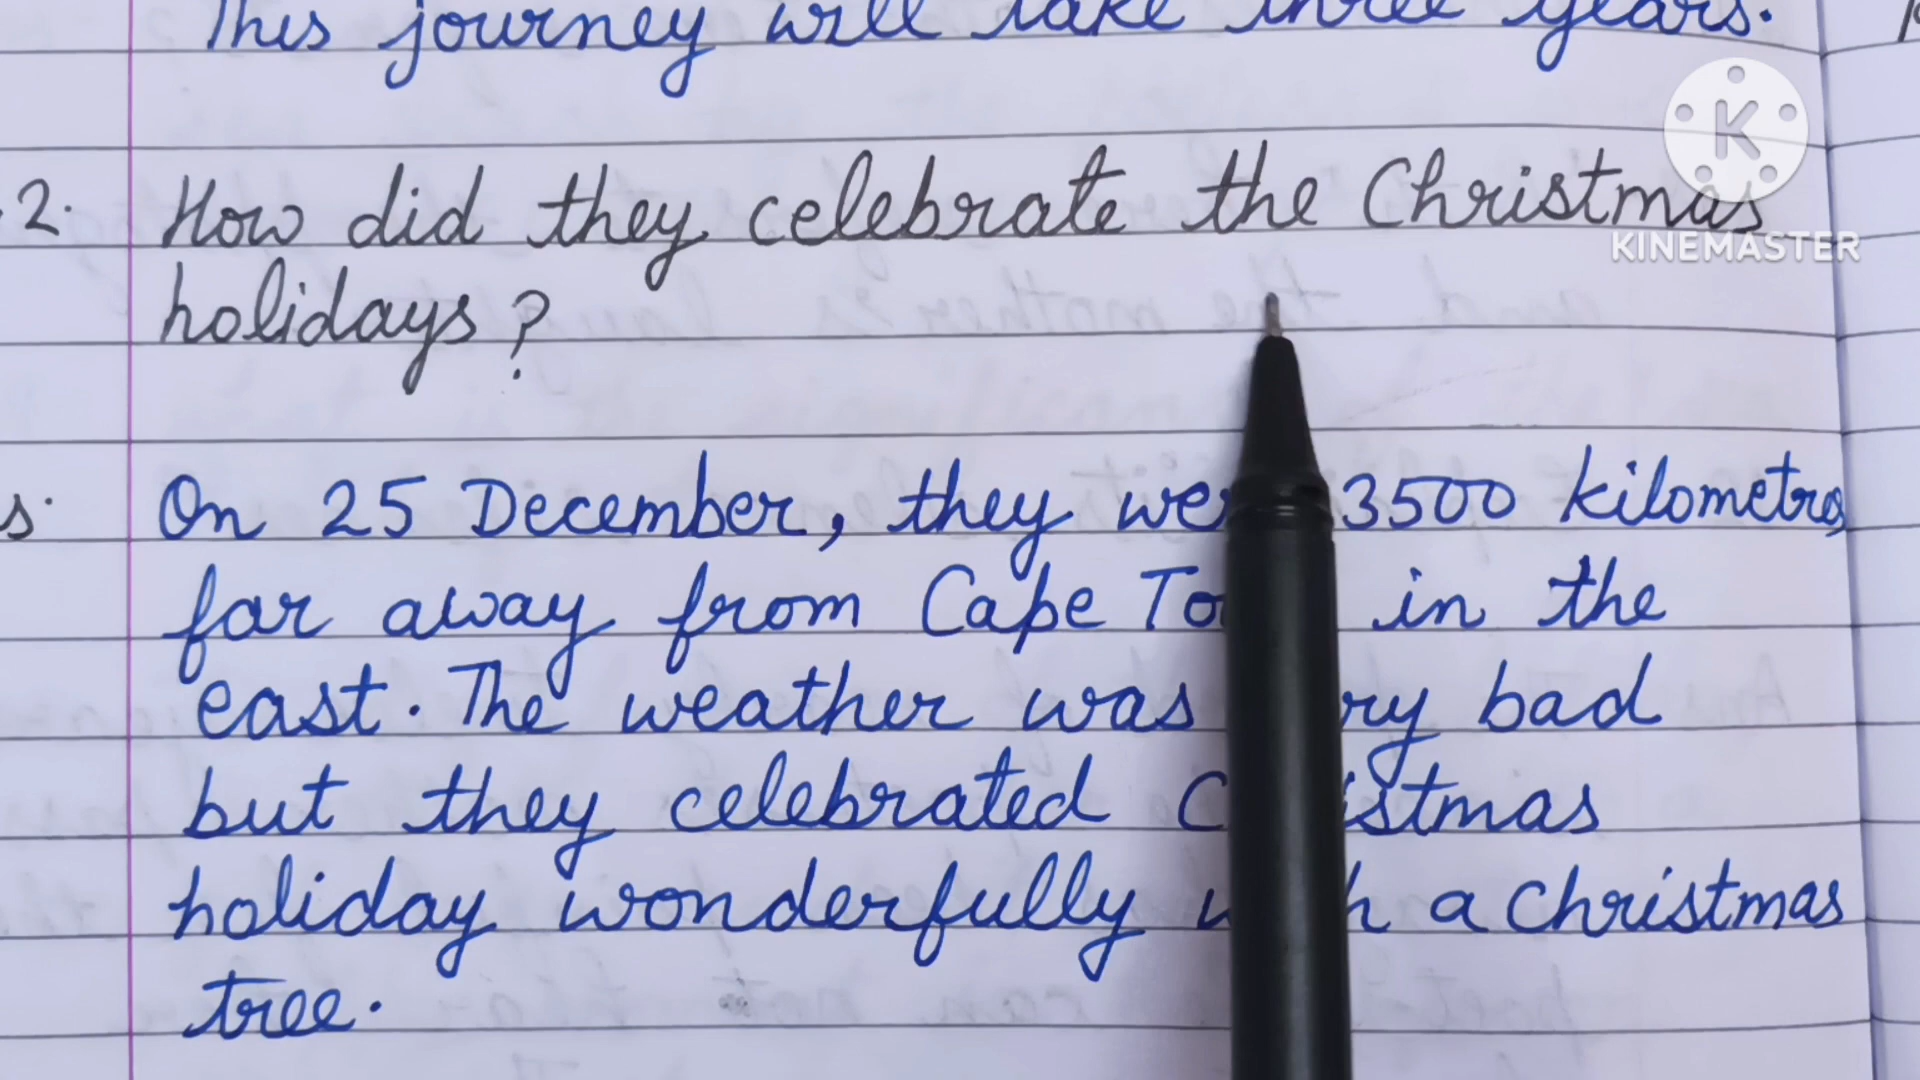 This journey will take three years.
2. How did they celebrate the Christmas
holidays?
s. On 25 December, they 3500 kilometres
far away from Cape in the
east. The weather was bad
but they celebrated
holiday wonderfully a Christmas
tree.
KINEMASTER